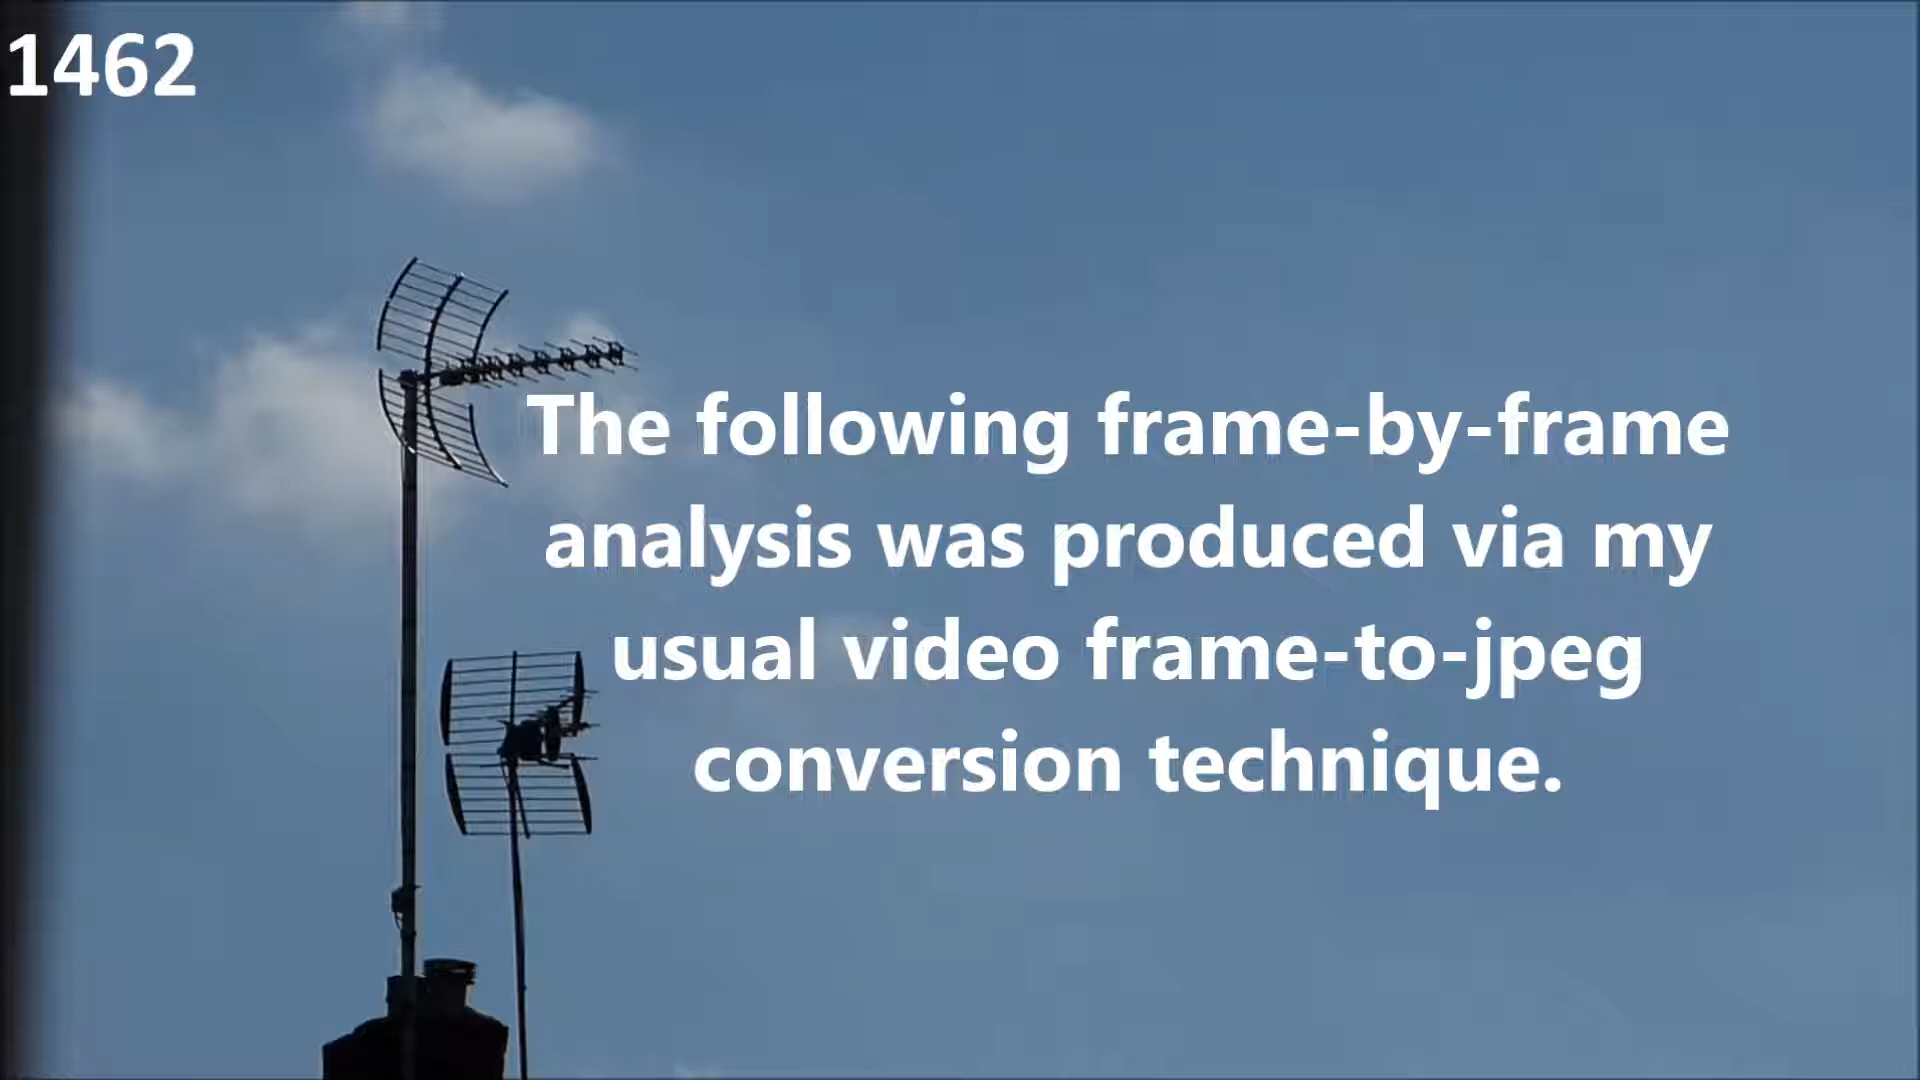 1462
The following frame-by-frame
analysis was produced via my
usual video frame-to-jpeg
conversion technique.